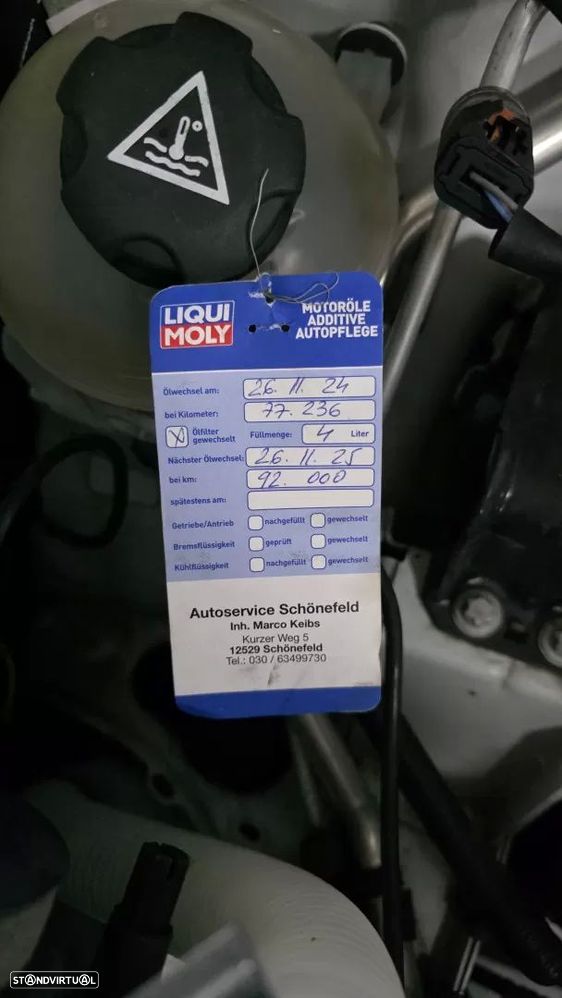 LIQUI
MOLY
MOTORÖLE
ADDITIVE
AUTOPFLEGE
Ölwechsel am: 26. 11. 24
bei Kilometer: 77. 236
X Ölfilter gewechselt Füllmenge: 4 Liter
Nächster Ölwechsel: 26. 11. 25
bei km: 92. 000
spätestens am:
Getriebe/Antrieb nachgefüllt gewechselt
Bremsflüssigkeit geprüft gewechselt
Kühlflüssigkeit nachgefüllt gewechselt
Autoservice Schönefeld
Inh. Marco Keibs
Kurzer Weg 5
12529 Schönefeld
Tel.: 030 / 63499730
STANDVIRTUAL